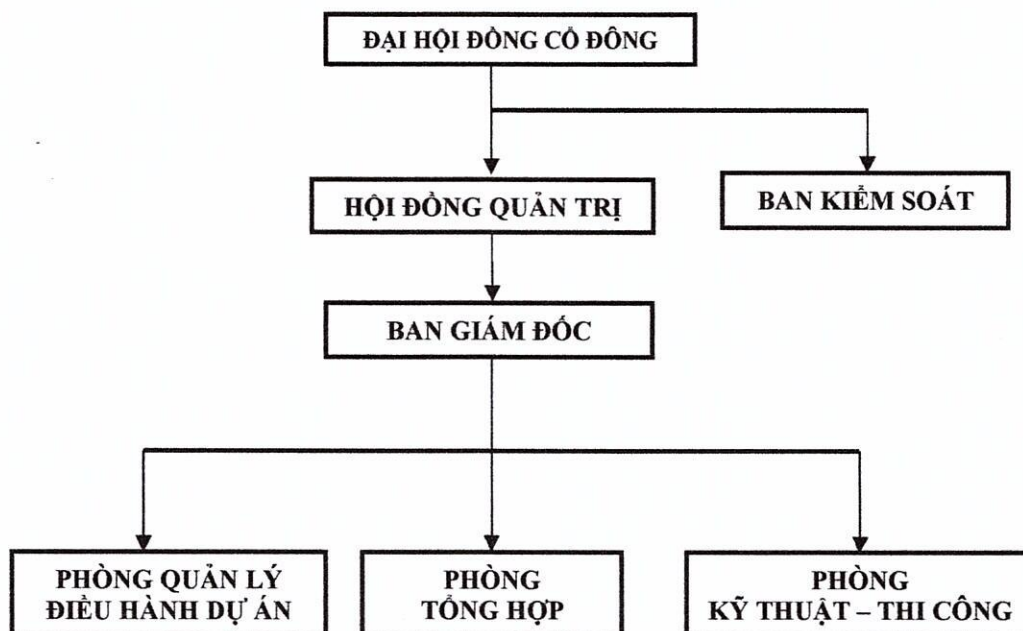 ĐẠI HỘI ĐỒNG CỔ ĐÔNG
HỘI ĐỒNG QUẢN TRỊ
BAN KIỂM SOÁT
BAN GIÁM ĐỐC
PHÒNG QUẢN LÝ
ĐIỀU HÀNH DỰ ÁN
PHÒNG
TỔNG HỢP
PHÒNG
KỸ THUẬT – THI CÔNG